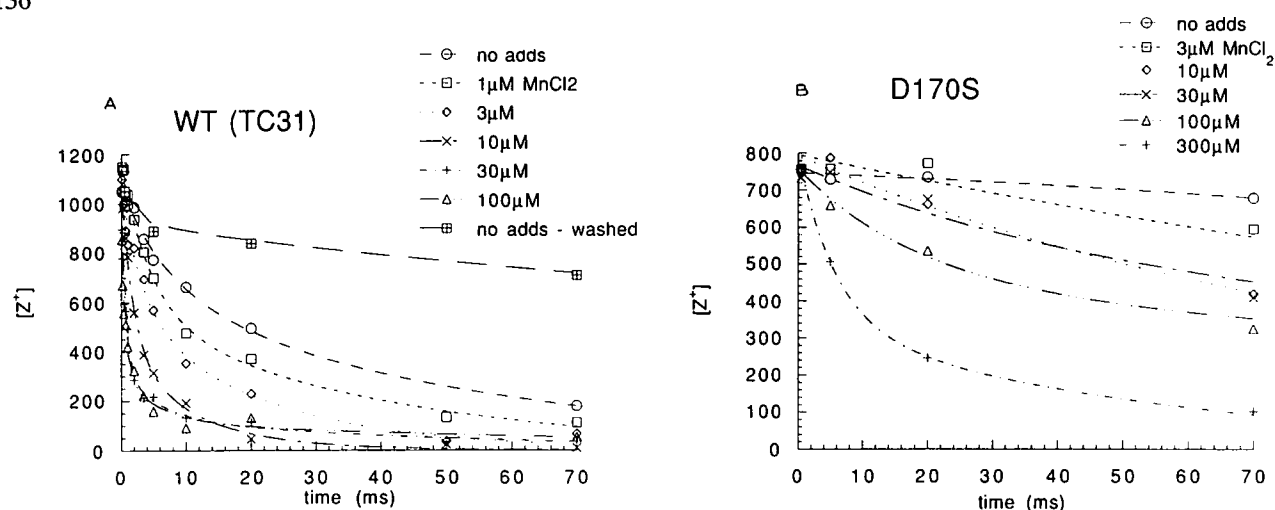 A
WT (TC31)
no adds
1µM MnCl2
3µM
10µM
30µM
100µM
no adds - washed
1200
1000
800
600
400
200
0
[Z+]
0 10 20 30 40 50 60 70
time (ms)
B
D170S
no adds
3µM MnCl2
10µM
30µM
100µM
300µM
800
700
600
500
400
300
200
100
0
[Z+]
0 10 20 30 40 50 60 70
time (ms)